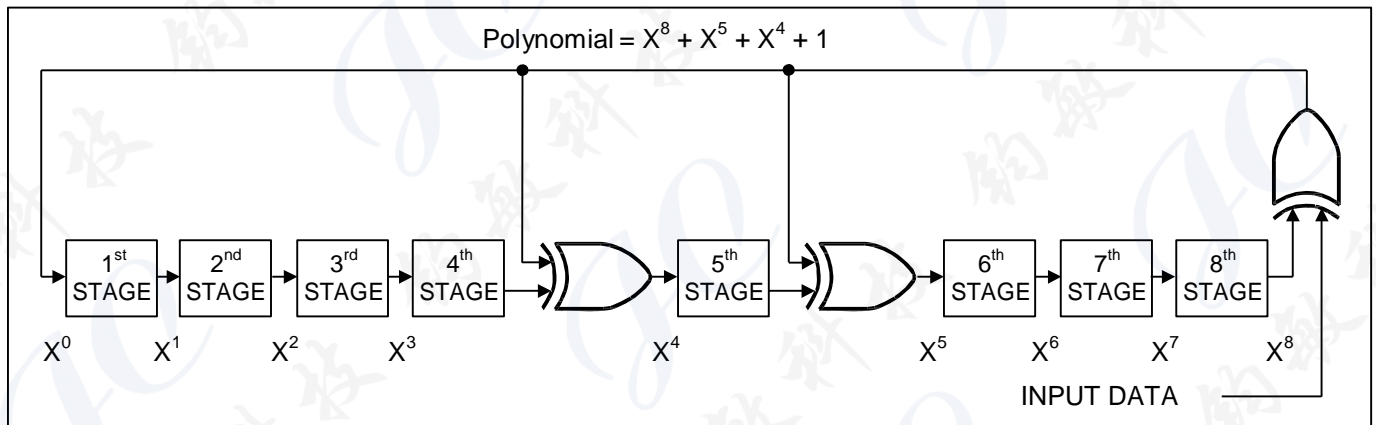 Polynomial = X⁸ + X⁵ + X⁴ + 1
1st STAGE
2nd STAGE
3rd STAGE
4th STAGE
5th STAGE
6th STAGE
7th STAGE
8th STAGE
X⁰ X¹ X² X³ X⁴ X⁵ X⁶ X⁷ X⁸
INPUT DATA